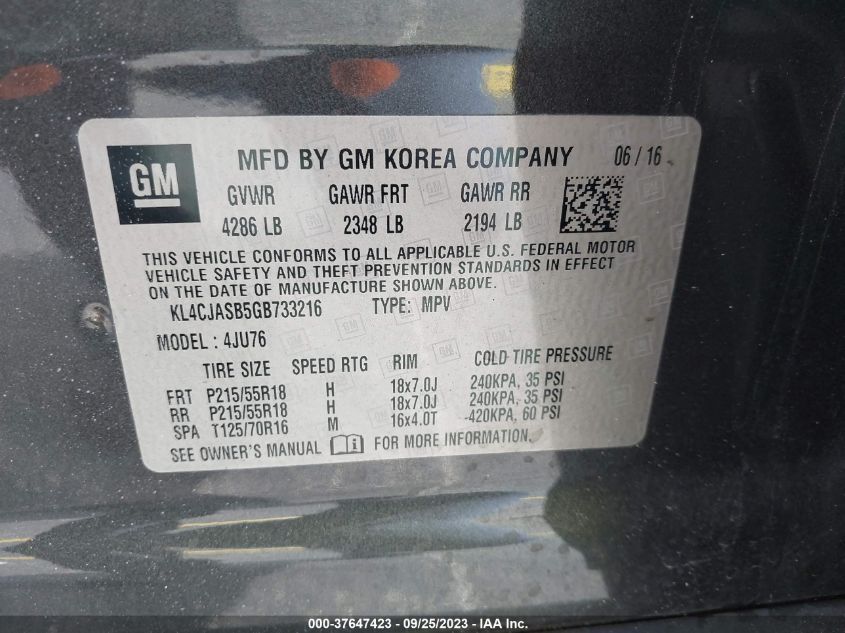 GM
MFD BY GM KOREA COMPANY 06 / 16
GVWR GAWR FRT GAWR RR
4286 LB 2348 LB 2194 LB
THIS VEHICLE CONFORMS TO ALL APPLICABLE U.S. FEDERAL MOTOR
VEHICLE SAFETY AND THEFT PREVENTION STANDARDS IN EFFECT
ON THE DATE OF MANUFACTURE SHOWN ABOVE.
KL4CJASB5GB733216 TYPE: MPV
MODEL : 4JU76
TIRE SIZE SPEED RTG RIM COLD TIRE PRESSURE
FRT P215/55R18 H 18x7.0J 240KPA, 35 PSI
RR P215/55R18 H 18x7.0J 240KPA, 35 PSI
SPA T125/70R16 M 16x4.0T 420KPA, 60 PSI
SEE OWNER'S MANUAL i FOR MORE INFORMATION.
000-37647423 - 09/25/2023 - IAA Inc.